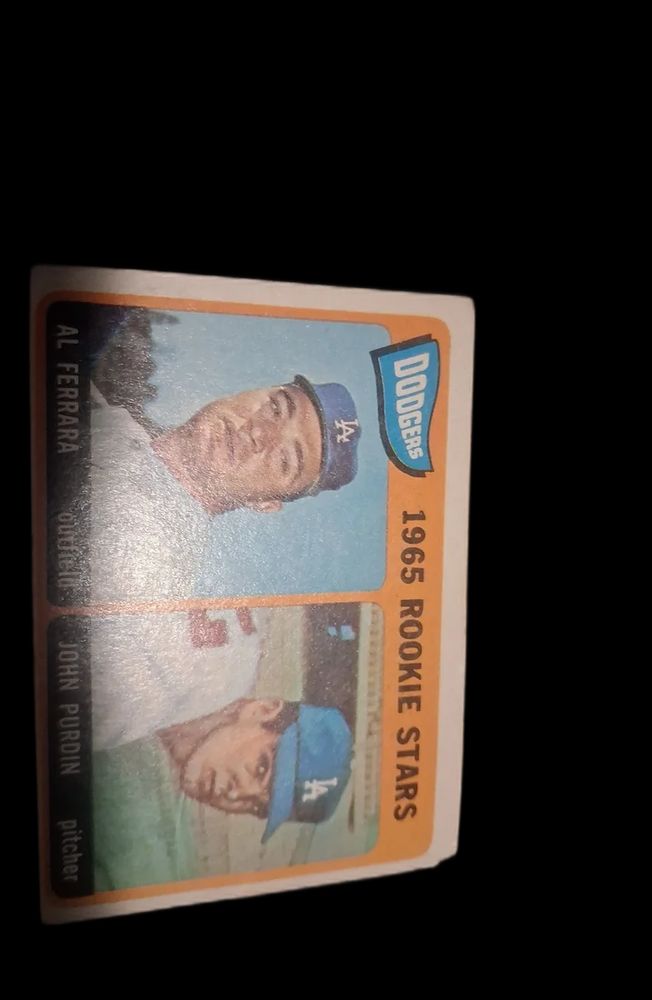 DODGERS
1965 ROOKIE STARS
LA
LA
AL FERRARA outfield
JOHN PURDIN pitcher